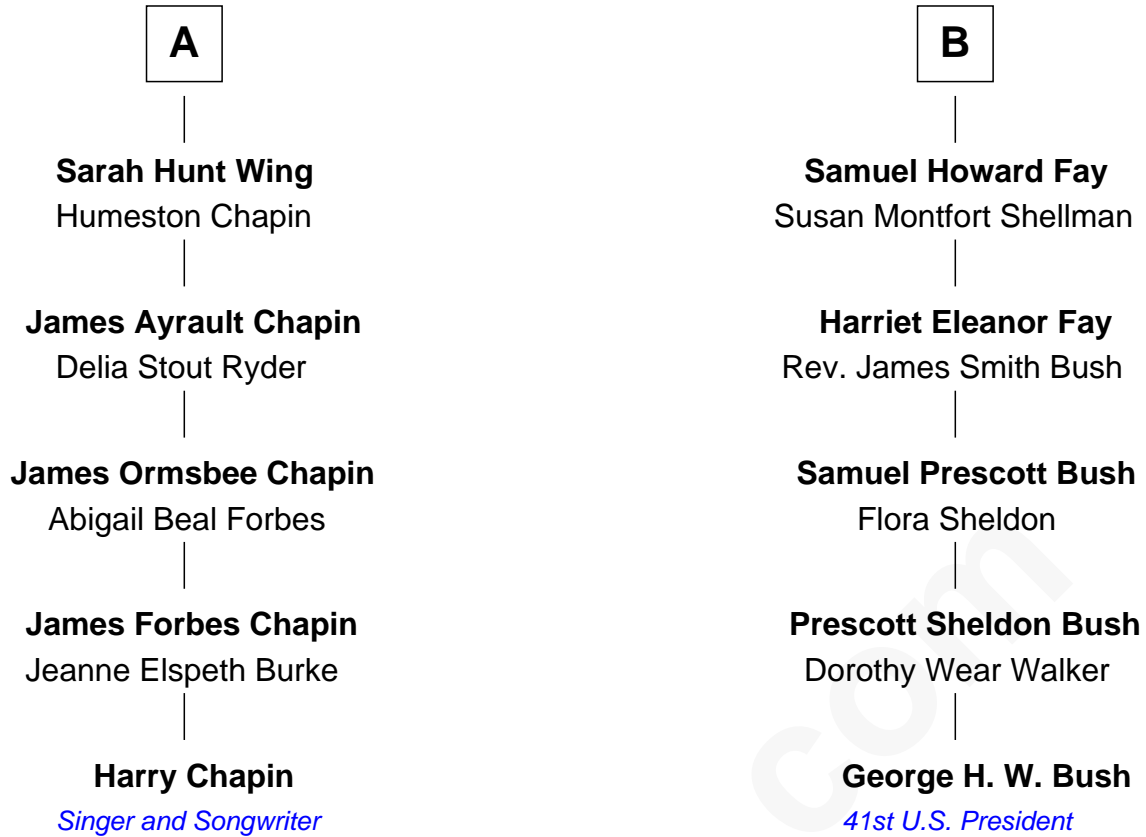 A
Sarah Hunt Wing
Humeston Chapin
James Ayrault Chapin
Delia Stout Ryder
James Ormsbee Chapin
Abigail Beal Forbes
James Forbes Chapin
Jeanne Elspeth Burke
Harry Chapin
Singer and Songwriter
B
Samuel Howard Fay
Susan Montfort Shellman
Harriet Eleanor Fay
Rev. James Smith Bush
Samuel Prescott Bush
Flora Sheldon
Prescott Sheldon Bush
Dorothy Wear Walker
George H. W. Bush
41st U.S. President
com